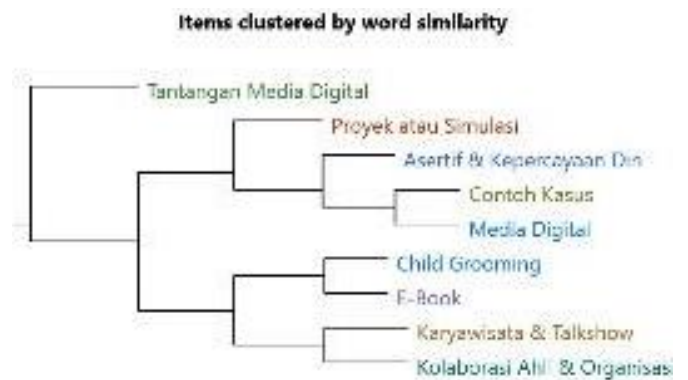 Items clustered by word similarity
Tantangan Media Digital
Proyek atau Simulasi
Asertif & Kepercayaan Diri
Contoh Kasus
Media Digital
Child Grooming
E-Book
Karyawisata & Talkshow
Kolaborasi Ahli & Organisasi